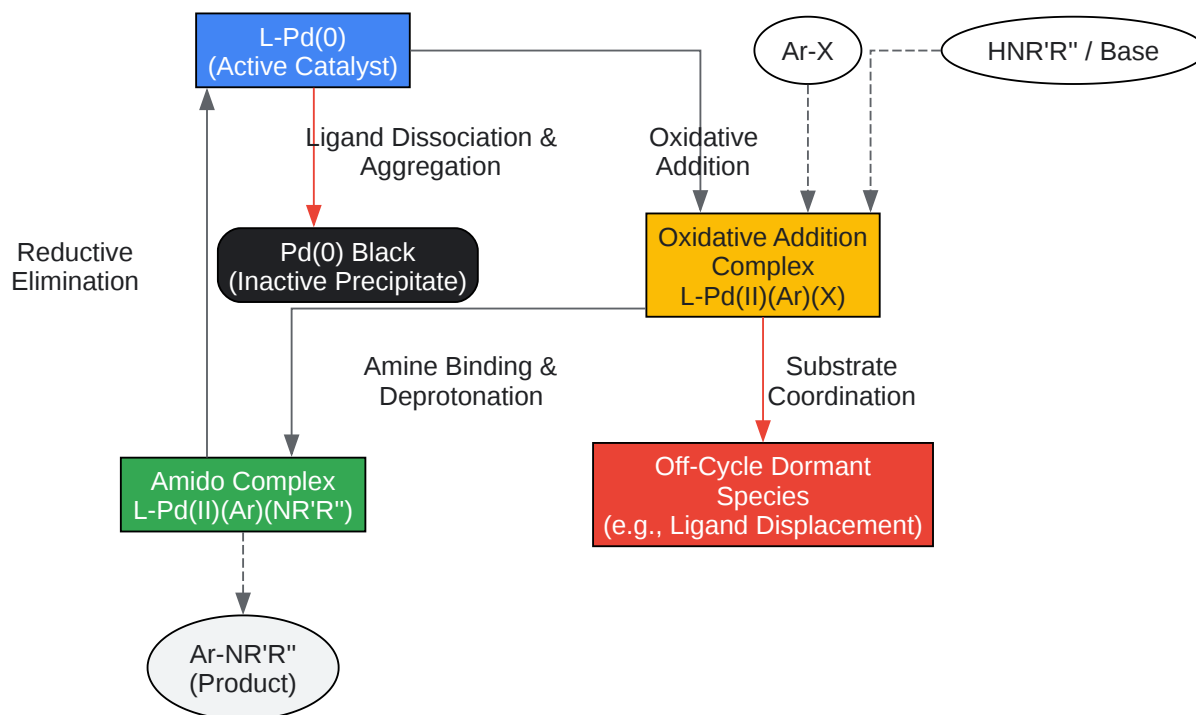 L-Pd(0)
(Active Catalyst)
Ar-X
HNR'R'' / Base
Ligand Dissociation &
Aggregation
Oxidative
Addition
Reductive
Elimination
Pd(0) Black
(Inactive Precipitate)
Oxidative Addition
Complex
L-Pd(II)(Ar)(X)
Amine Binding &
Deprotonation
Substrate
Coordination
Amido Complex
L-Pd(II)(Ar)(NR'R'')
Off-Cycle Dormant
Species
(e.g., Ligand Displacement)
Ar-NR'R''
(Product)